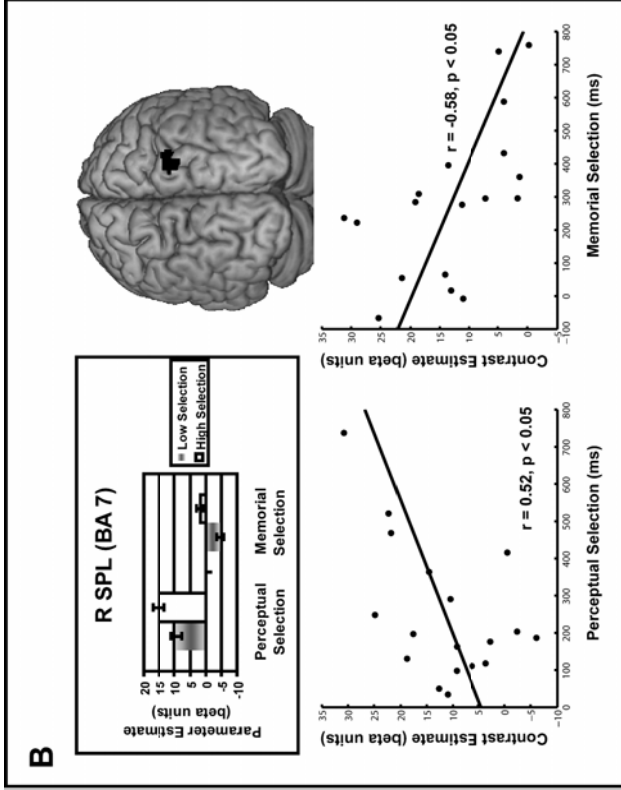 B
R SPL (BA 7)
Parameter Estimate
(beta units)
20
15
10
5
0
-5
-10
Perceptual
Selection
Memorial
Selection
Low Selection
High Selection
Contrast Estimate (beta units)
35
30
25
20
15
10
5
0
-5
-10
0
100
200
300
400
500
600
700
800
r = 0.52, p < 0.05
Perceptual Selection (ms)
Contrast Estimate (beta units)
35
30
25
20
15
10
5
0
-5
-100
0
100
200
300
400
500
600
700
800
r = -0.58, p < 0.05
Memorial Selection (ms)